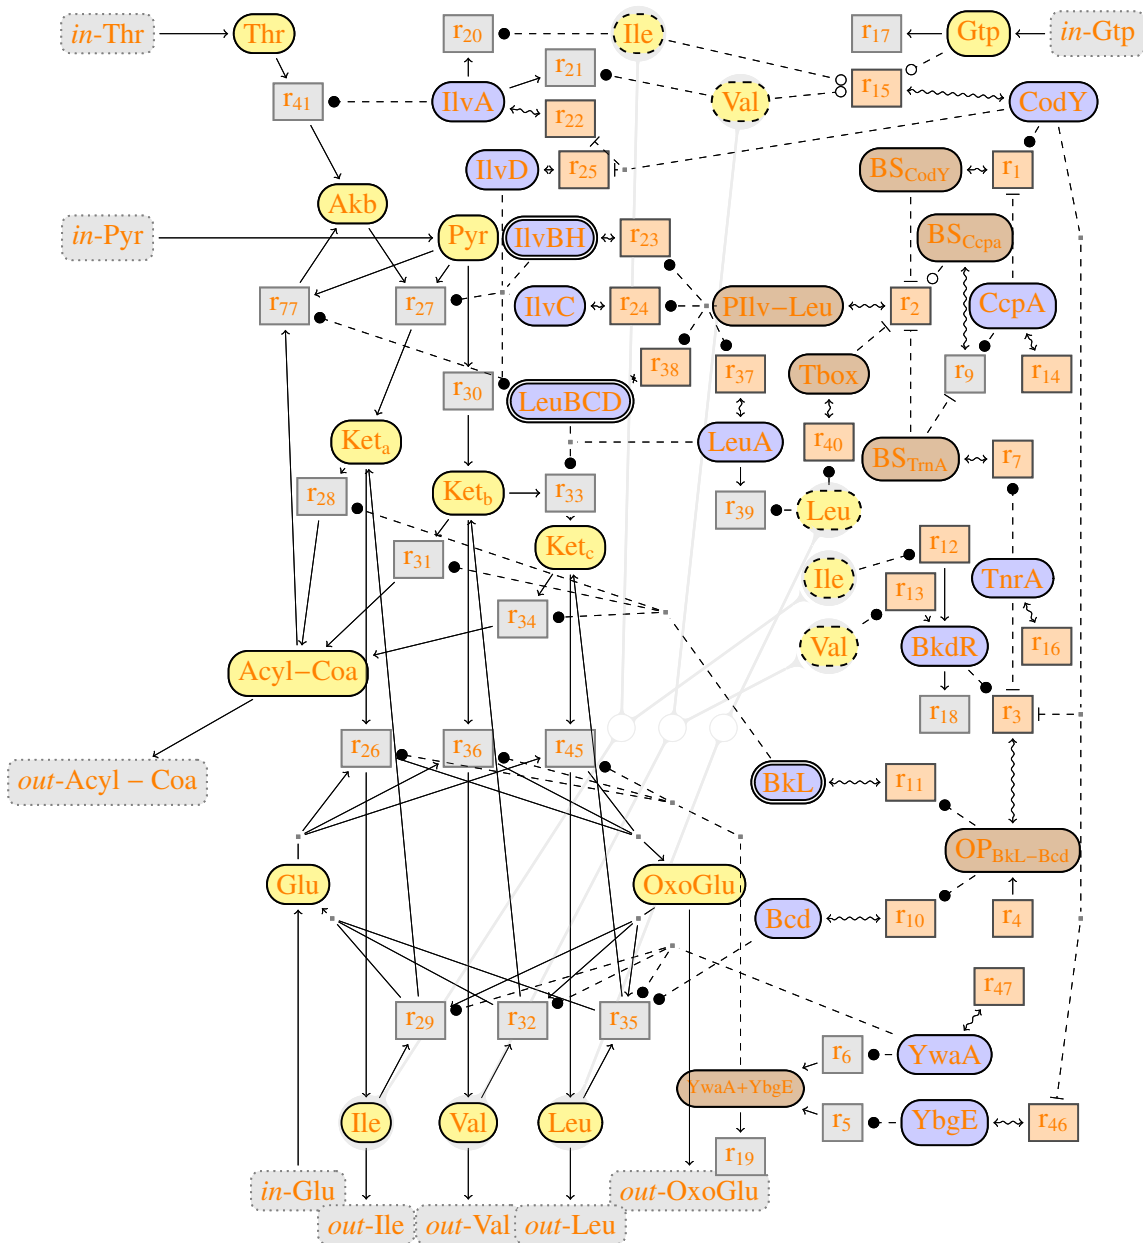 in-Thr
Thr
r20
Ile
r17
Gtp
in-Gtp
r21
r41
IlvA
r22
Val
r15
CodY
IlvD
r25
BSCodY
r1
Akb
in-Pyr
Pyr
IlvBH
r23
BSCcpa
r77
r27
IlvC
r24
PIlv−Leu
r2
CcpA
r38
r37
Tbox
r9
r14
r30
LeuBCD
Keta
LeuA
r40
BSTrnA
r7
r28
Ketb
r33
r39
Leu
r31
Ketc
r12
Ile
r13
TnrA
r34
Val
BkdR
r16
Acyl−Coa
r18
r3
r26
r36
r45
out-Acyl − Coa
BkL
r11
OPBkL−Bcd
Glu
OxoGlu
Bcd
r10
r4
r47
r29
r32
r35
r6
YwaA
YwaA+YbgE
Ile
Val
Leu
r5
YbgE
r46
r19
in-Glu
out-OxoGlu
out-Ile
out-Val
out-Leu